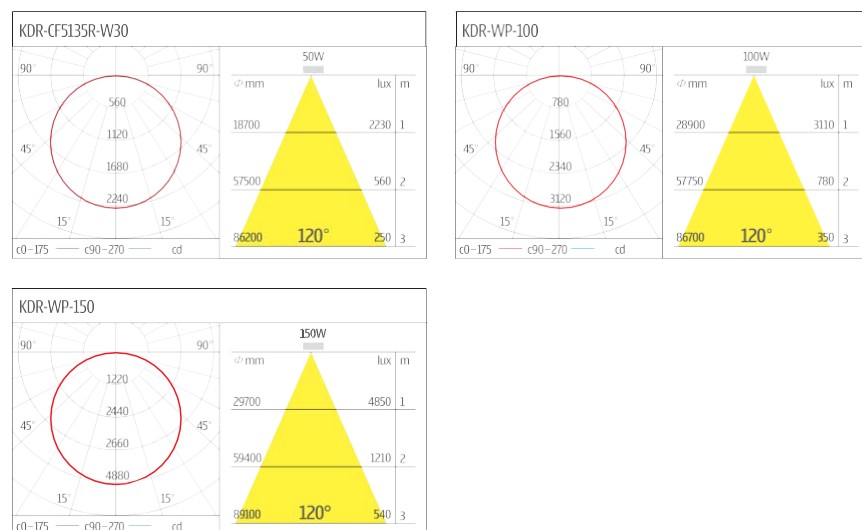 KDR-CF5135R-W30
90° 90°
560
1120
1680
2240
45° 45°
15° 15°
c0-175 c90-270 cd
50W
Φ mm lux m
18700 2230 1
57500 560 2
86200 120° 250 3
KDR-WP-100
90° 90°
780
1560
2340
3120
45° 45°
15° 15°
c0-175 c90-270 cd
100W
Φ mm lux m
28900 3110 1
57750 780 2
86700 120° 350 3
KDR-WP-150
90° 90°
1220
2440
2660
4880
45° 45°
15° 15°
c0-175 c90-270 cd
150W
Φ mm lux m
29700 4850 1
59400 1210 2
89100 120° 540 3